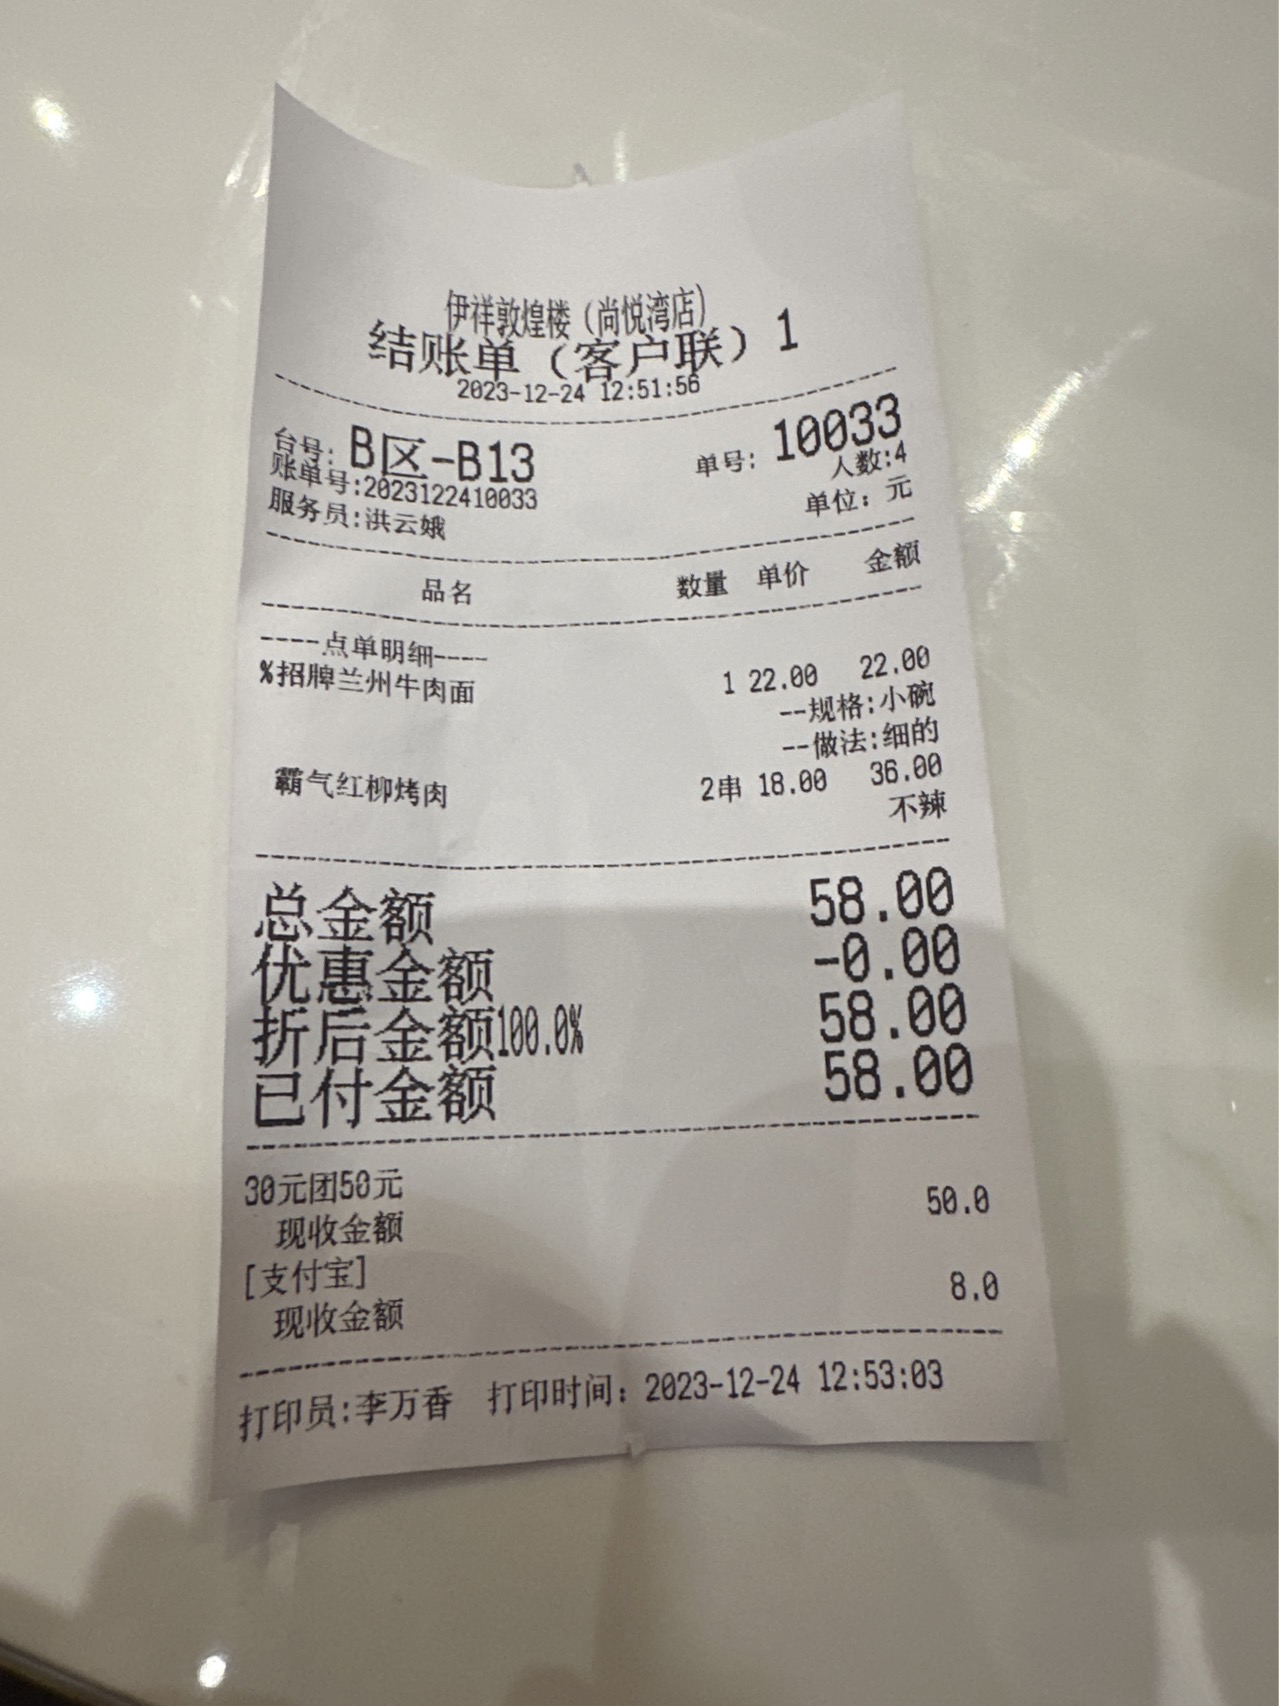 伊祥敦煌楼（尚悦湾店）
结账单（客户联）1
2023-12-24 12:51:56
台号：B区-B13 单号：10033
账单号:2023122410033 人数:4
服务员:洪云娥 单位：元
品名 数量 单价 金额
----点单明细----
%招牌兰州牛肉面 1 22.00 22.00
--规格:小碗
--做法:细的
霸气红柳烤肉 2串 18.00 36.00
不辣
总金额 58.00
优惠金额 -0.00
折后金额100.0% 58.00
已付金额 58.00
30元团50元
现收金额 50.0
[支付宝]
现收金额 8.0
打印员:李万香 打印时间：2023-12-24 12:53:03